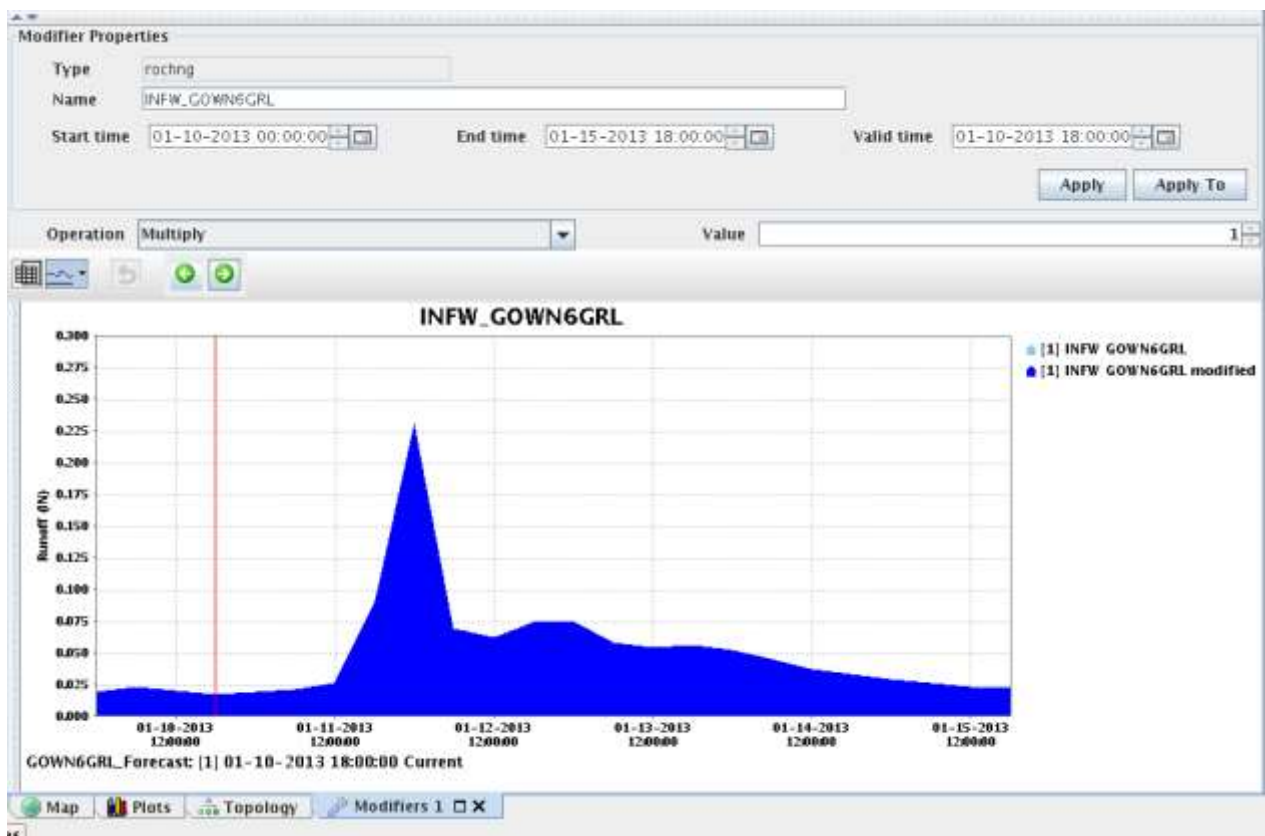 Modifier Properties
Type rochng
Name INFW_GOWN6GRL
Start time 01-10-2013 00:00:00 End time 01-15-2013 18:00:00 Valid time 01-10-2013 18:00:00
Apply Apply To
Operation Multiply Value 1
INFW_GOWN6GRL
[1] INFW GOWN6GRL
[1] INFW GOWN6GRL modified
0.300
0.275
0.250
0.225
0.200
0.175
0.150
0.125
0.100
0.075
0.050
0.025
0.000
Runoff (IN)
01-10-2013 01-11-2013 01-12-2013 01-13-2013 01-14-2013 01-15-2013
12:00:00 12:00:00 12:00:00 12:00:00 12:00:00 12:00:00
GOWN6GRL_Forecast: [1] 01-10-2013 18:00:00 Current
Map Plots Topology Modifiers 1